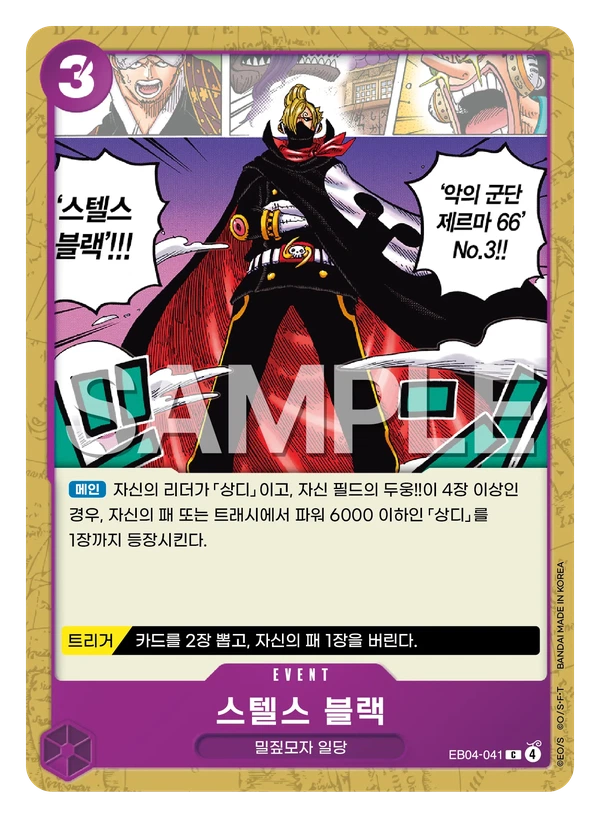 3
'스텔스
블랙'!!!
'악의 군단
제르마 66'
No.3!!
SAMPLE
메인 자신의 리더가 「상디」이고, 자신 필드의 두웅!!이 4장 이상인
경우, 자신의 패 또는 트래시에서 파워 6000 이하인 「상디」를
1장까지 등장시킨다.
트리거 카드를 2장 뽑고, 자신의 패 1장을 버린다.
EVENT
스텔스 블랙
밀짚모자 일당
EB04-041 C 4
©EO/S ©O/S·F·T BANDAI MADE IN KOREA